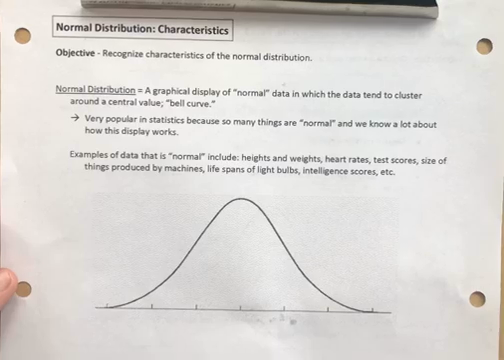 Normal Distribution: Characteristics
Objective - Recognize characteristics of the normal distribution.
Normal Distribution = A graphical display of "normal" data in which the data tend to cluster
around a central value; "bell curve."
→ Very popular in statistics because so many things are "normal" and we know a lot about
how this display works.
Examples of data that is "normal" include: heights and weights, heart rates, test scores, size of
things produced by machines, life spans of light bulbs, intelligence scores, etc.